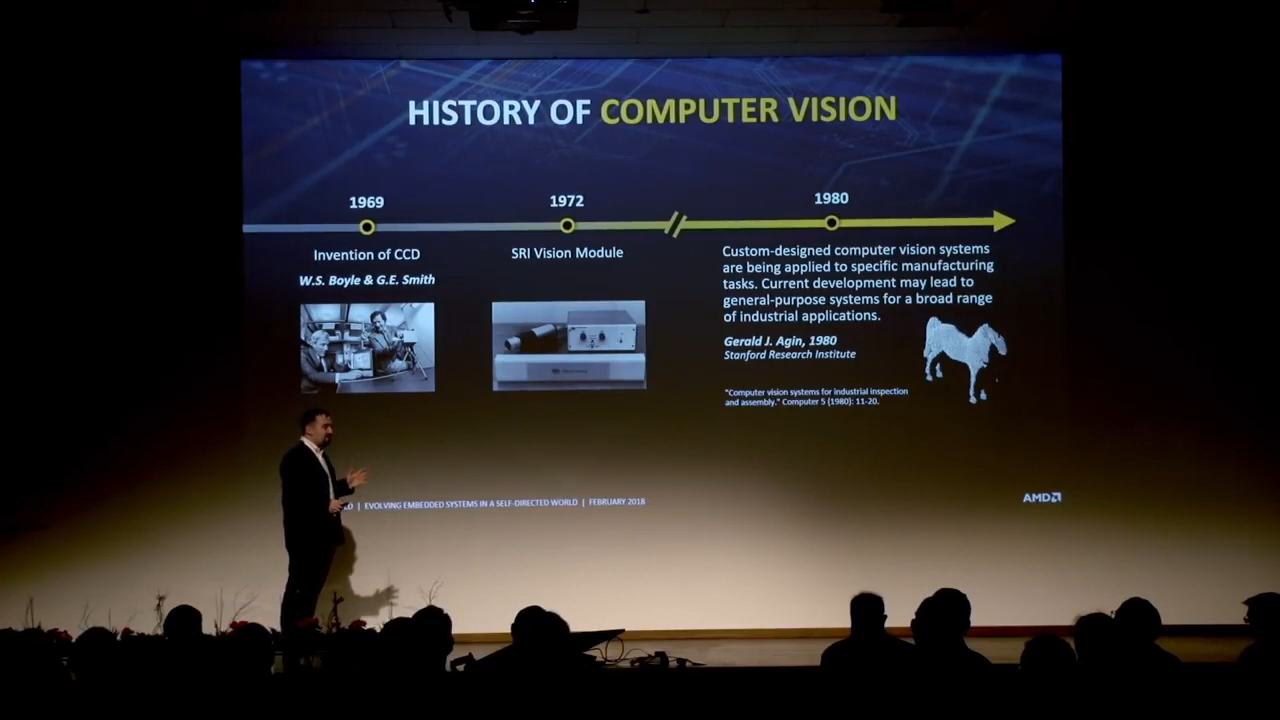 HISTORY OF COMPUTER VISION
1969
1972
1980
Invention of CCD
W.S. Boyle & G.E. Smith
SRI Vision Module
Custom-designed computer vision systems
are being applied to specific manufacturing
tasks. Current development may lead to
general-purpose systems for a broad range
of industrial applications.
Gerald J. Agin, 1980
Stanford Research Institute
"Computer vision systems for industrial inspection
and assembly." Computer 5 (1980): 11-20.
| EVOLVING EMBEDDED SYSTEMS IN A SELF-DIRECTED WORLD | FEBRUARY 2018
AMD